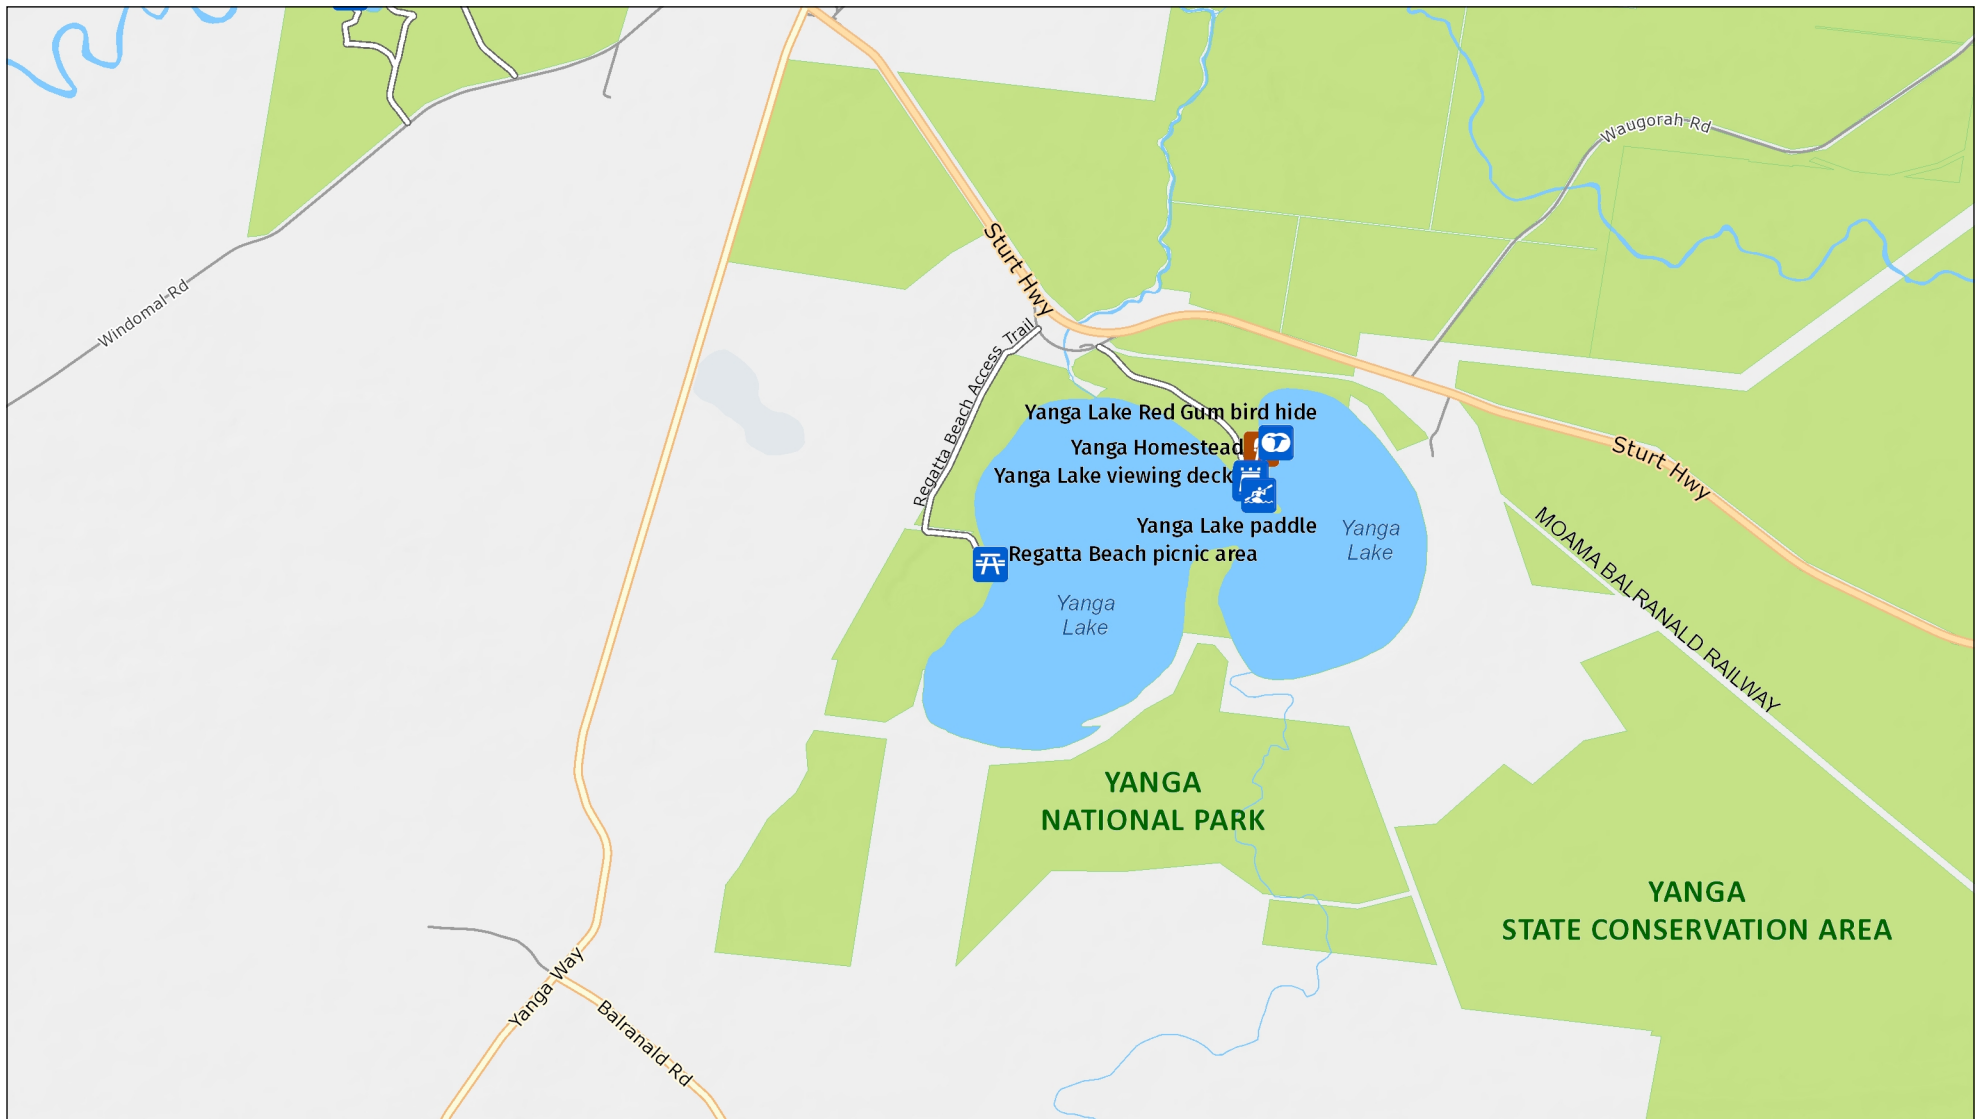 Waugorah Rd
Sturt Hwy
Windomal Rd
Regatta Beach Access Trail
Yanga Lake Red Gum bird hide
Yanga Homestead
Yanga Lake viewing deck
Yanga Lake paddle
Yanga
Lake
Regatta Beach picnic area
Yanga
Lake
Sturt Hwy
MOAMA BALRANALD RAILWAY
YANGA
NATIONAL PARK
YANGA
STATE CONSERVATION AREA
Yanga Way
Balranald Rd